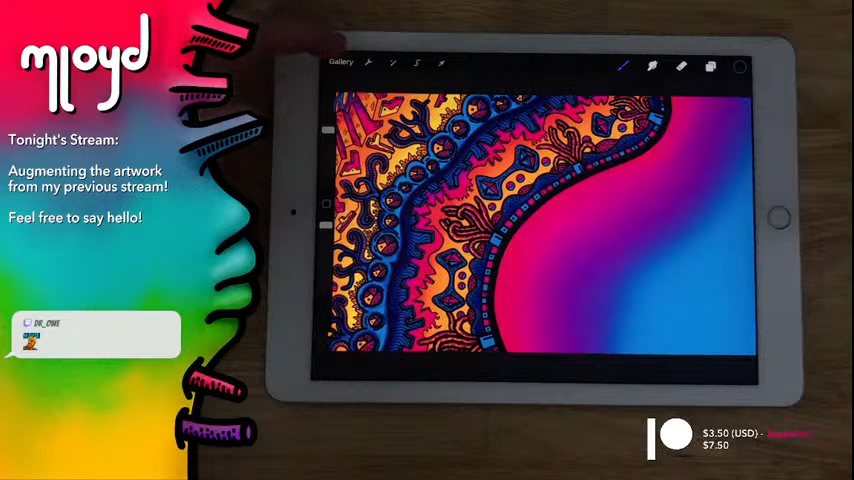 mloyd
Tonight's Stream:
Augmenting the artwork
from my previous stream!
Feel free to say hello!
DR_OWE
HYPE
Gallery
$3.50 (USD) -
$7.50